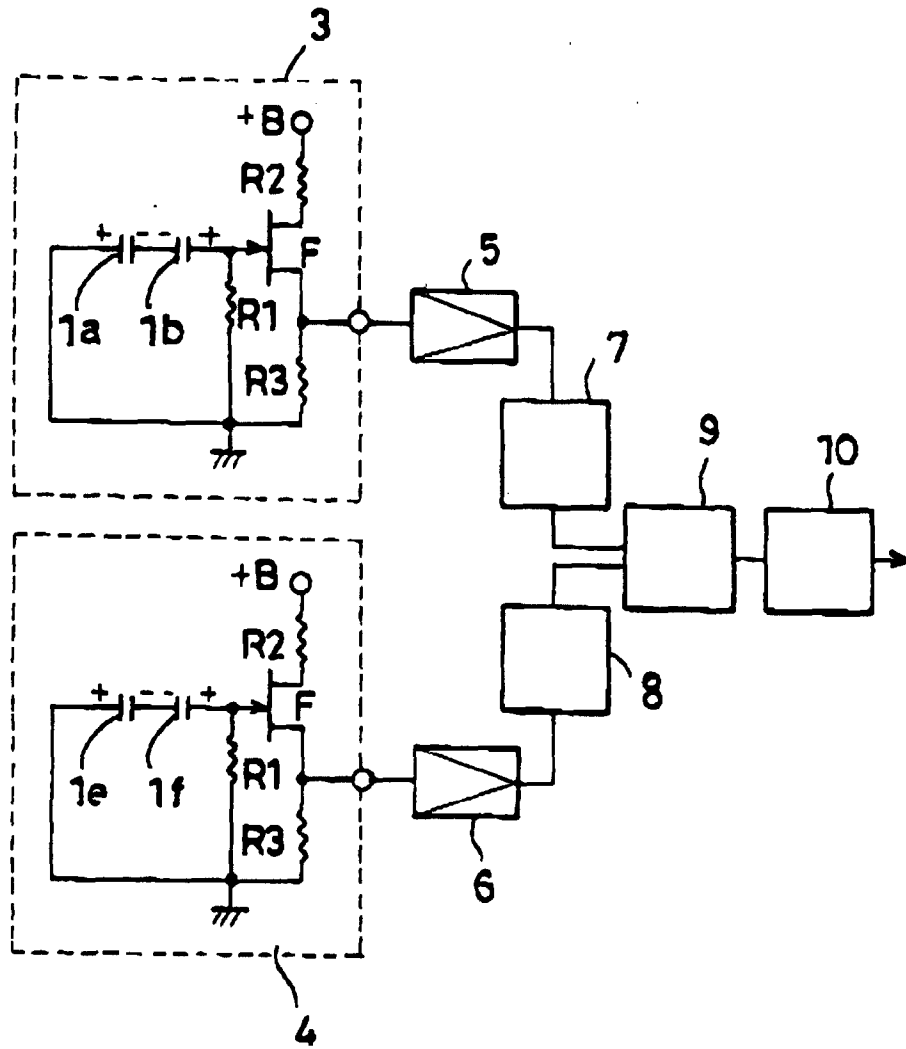 3
+B
R2
+ - - +
F
1a 1b R1
R3
5
7
9
10
+B
R2
8
+ - - +
F
1e 1f R1
R3
6
4